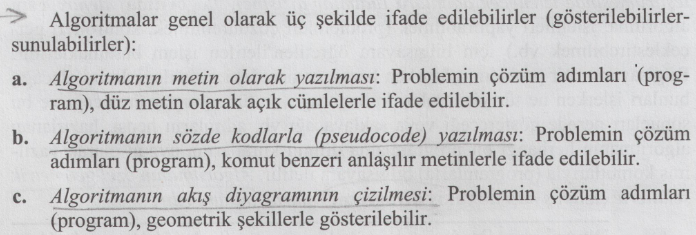 Algoritmalar genel olarak üç şekilde ifade edilebilirler (gösterilebilirler-
sunulabilirler):
a. Algoritmanın metin olarak yazılması: Problemin çözüm adımları (prog-
ram), düz metin olarak açık cümlelerle ifade edilebilir.
b. Algoritmanın sözde kodlarla (pseudocode) yazılması: Problemin çözüm
adımları (program), komut benzeri anlaşılır metinlerle ifade edilebilir.
c. Algoritmanın akış diyagramının çizilmesi: Problemin çözüm adımları
(program), geometrik şekillerle gösterilebilir.